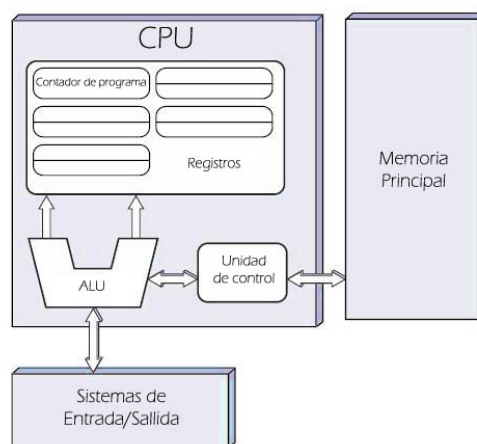 CPU
Contador de programa
Registros
ALU
Unidad
de control
Memoria
Principal
Sistemas de
Entrada/Sallida